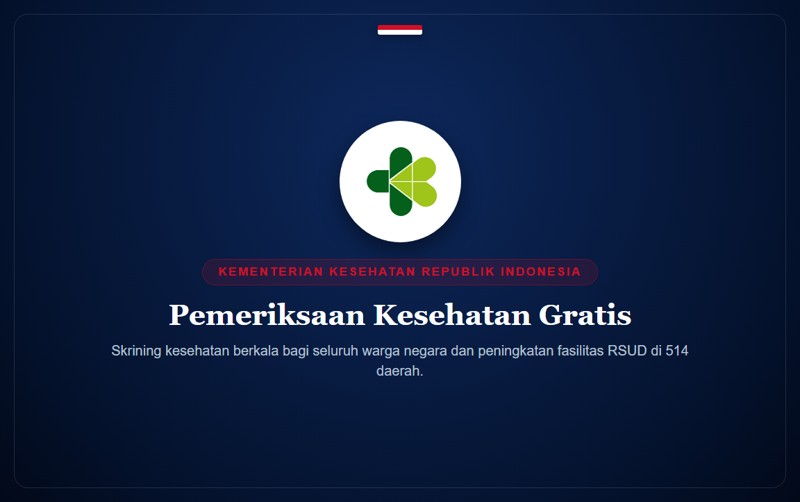 KEMENTERIAN KESEHATAN REPUBLIK INDONESIA
Pemeriksaan Kesehatan Gratis
Skrining kesehatan berkala bagi seluruh warga negara dan peningkatan fasilitas RSUD di 514
daerah.